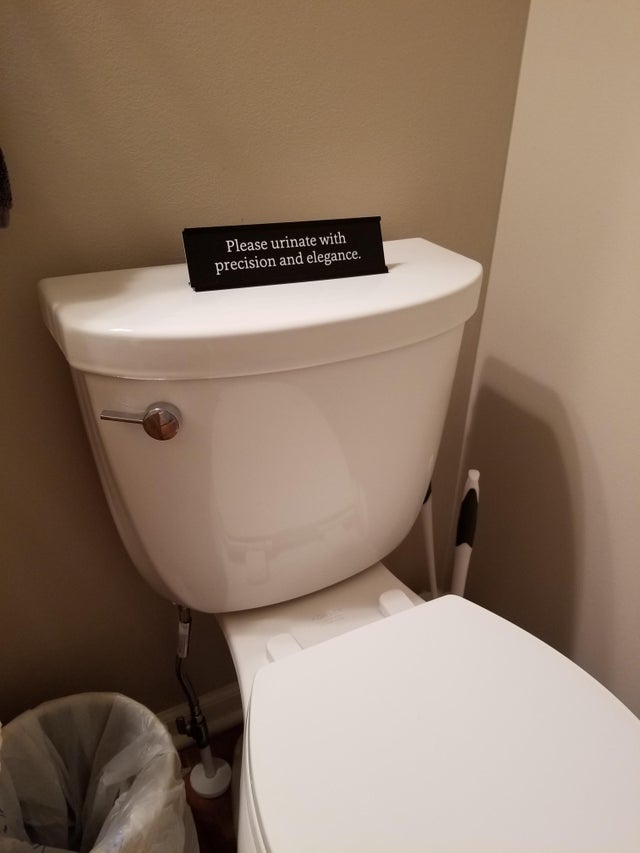 Please urinate with
precision and elegance.